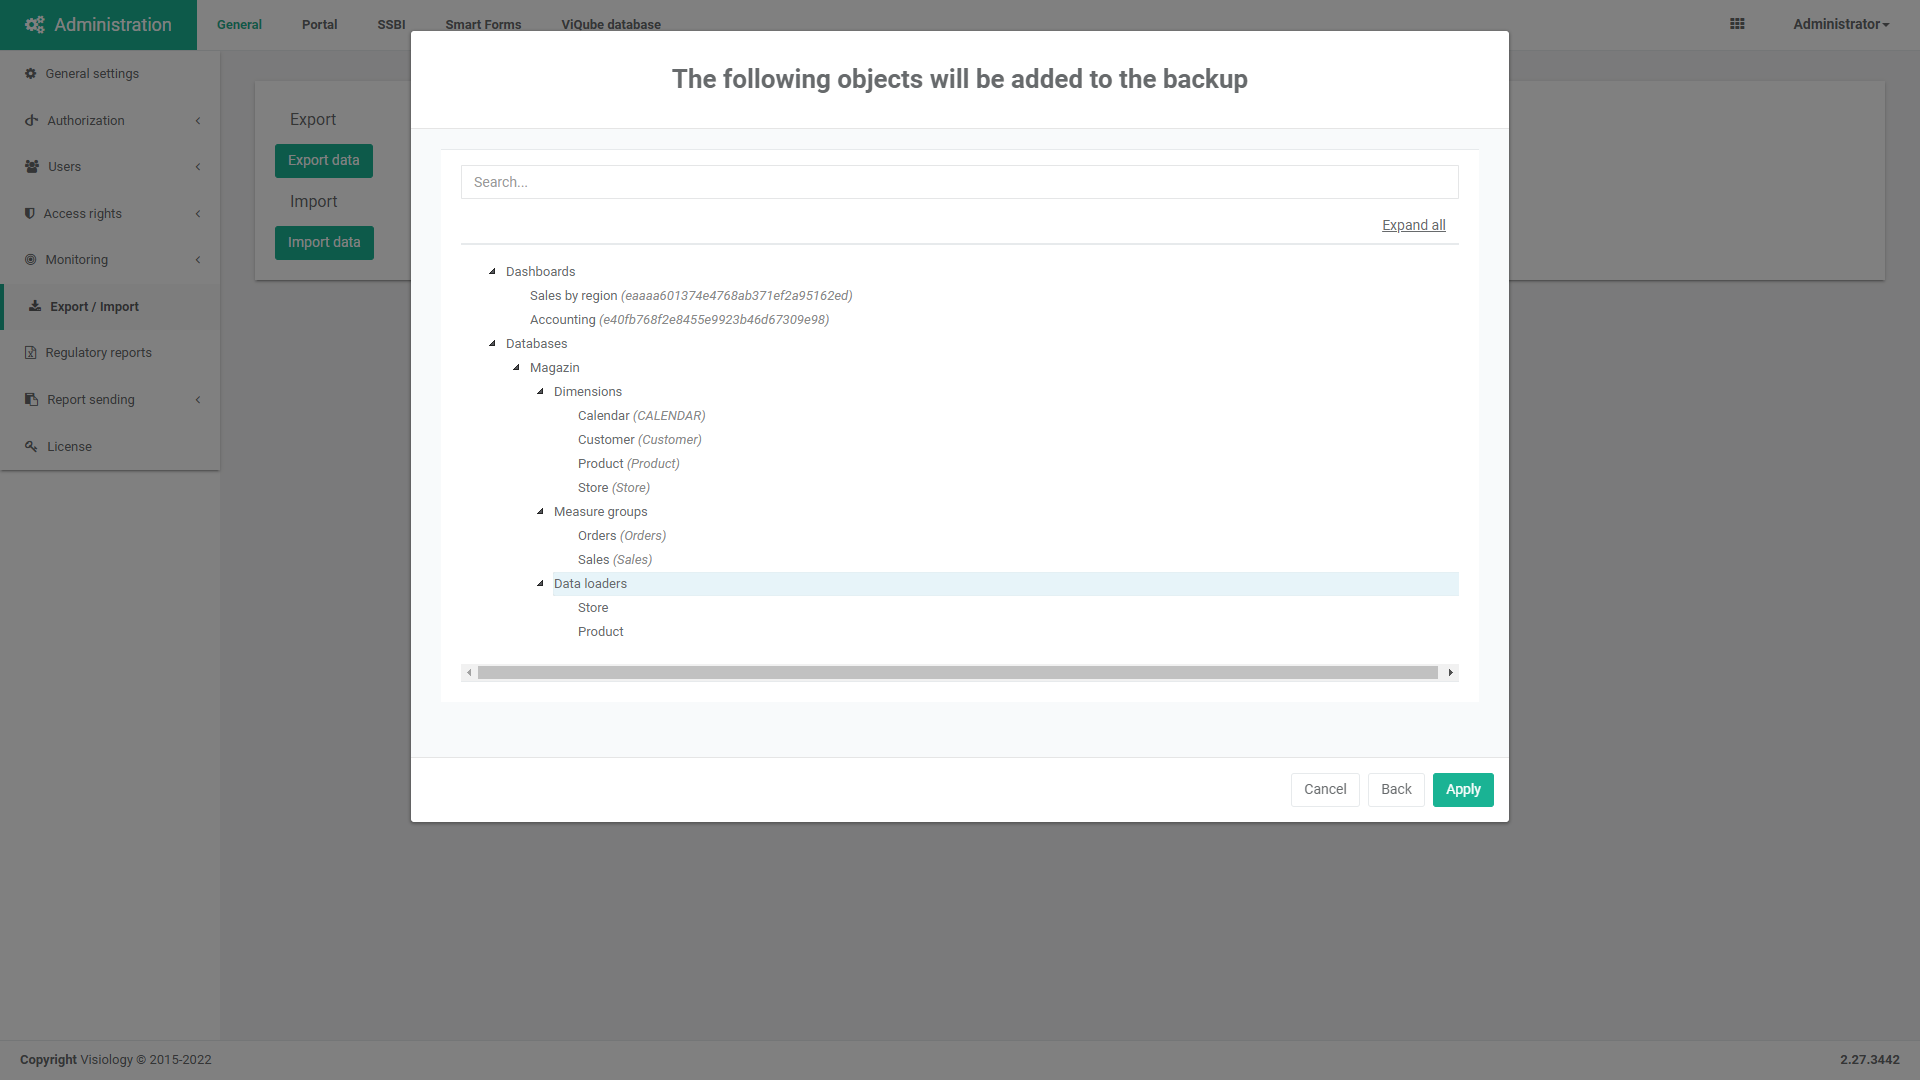 Administration
General
Portal
SSBI
Smart Forms
ViQube database
Administrator
General settings
Authorization
Users
Access rights
Monitoring
Export / Import
Regulatory reports
Report sending
License
Export
Export data
Import
Import data
The following objects will be added to the backup
Search...
Expand all
Dashboards
Sales by region (eaaaa601374e4768ab371ef2a95162ed)
Accounting (e40fb768f2e8455e9923b46d67309e98)
Databases
Magazin
Dimensions
Calendar (CALENDAR)
Customer (Customer)
Product (Product)
Store (Store)
Measure groups
Orders (Orders)
Sales (Sales)
Data loaders
Store
Product
Cancel
Back
Apply
Copyright Visiology © 2015-2022
2.27.3442